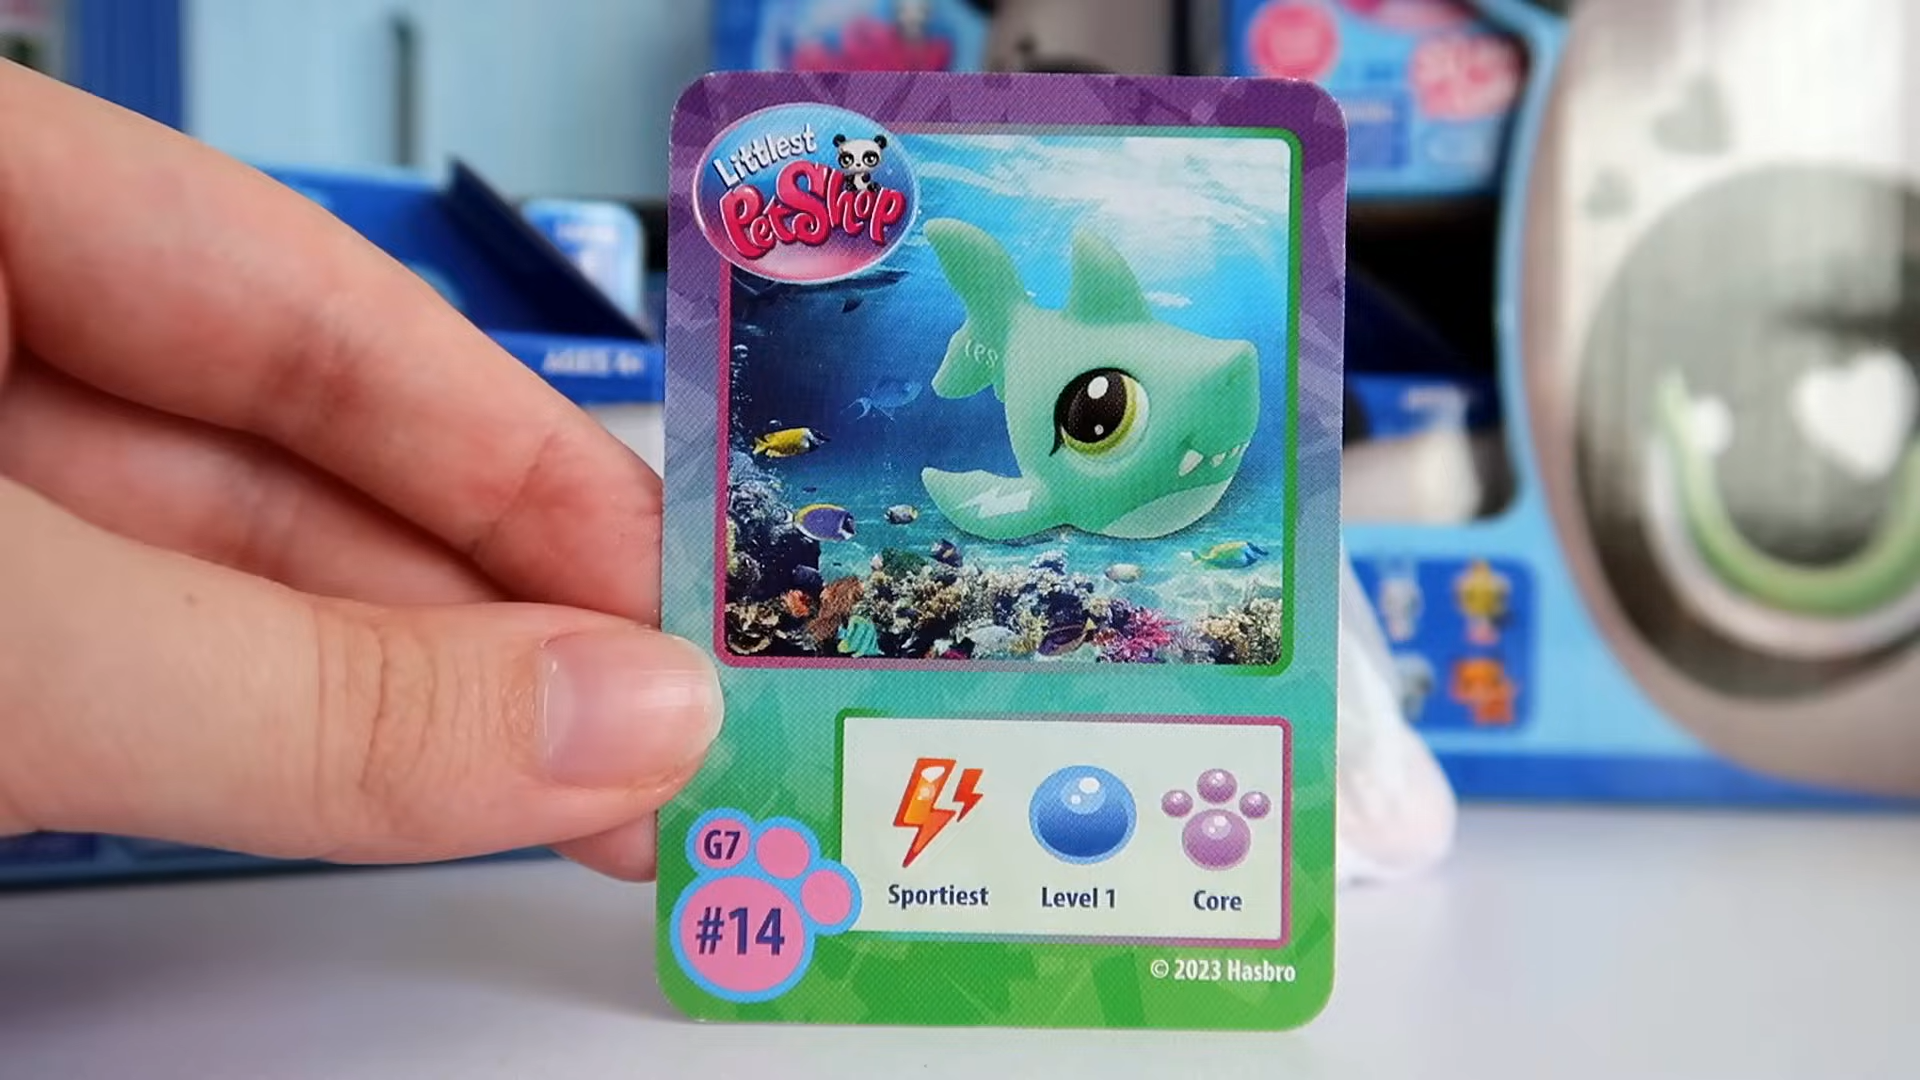 Littlest
PetShop
G7
#14
Sportiest
Level 1
Core
© 2023 Hasbro
AGES 4+